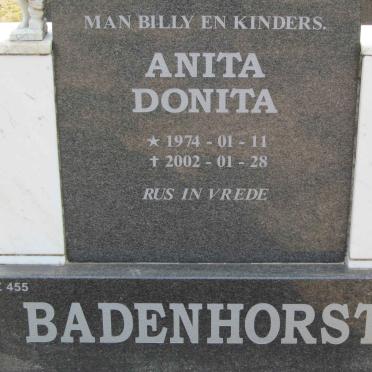 MAN BILLY EN KINDERS.
ANITA
DONITA
★ 1974 - 01 - 11
✝ 2002 - 01 - 28
RUS IN VREDE
455
BADENHORST